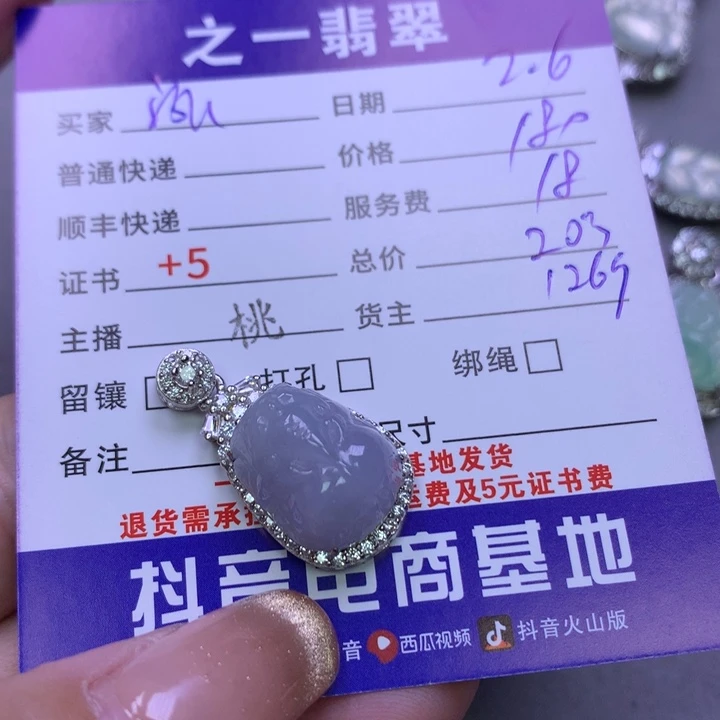 之一翡翠
买家 日期 2.6
普通快递 价格 180
顺丰快递 服务费 18
证书 +5 总价 203
主播 桃 货主 1269
留镶 打孔 绑绳
备注 尺寸
基地发货
退货需承 运费及5元证书费
抖音电商基地
音 西瓜视频 抖音火山版